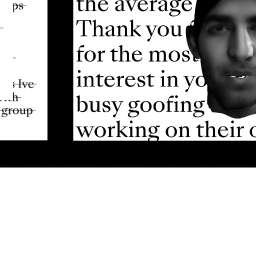 ps
Ive
group
the average
Thank you
for the most
interest in yo
busy goofing
working on their